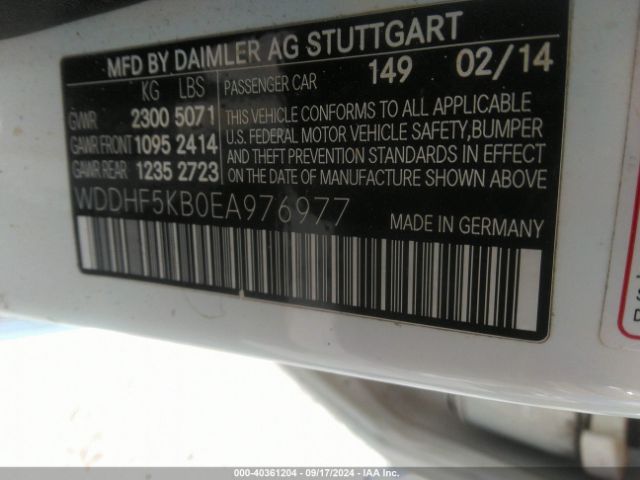 MFD BY DAIMLER AG STUTTGART
KG LBS PASSENGER CAR 149 02/14
GVWR 2300 5071
GAWR FRONT 1095 2414
GAWR REAR 1235 2723
THIS VEHICLE CONFORMS TO ALL APPLICABLE
U.S. FEDERAL MOTOR VEHICLE SAFETY,BUMPER
AND THEFT PREVENTION STANDARDS IN EFFECT
ON THE DATE OF MANUFACTURE SHOWN ABOVE
WDDHF5KB0EA976977
MADE IN GERMANY
000-40361204 - 09/17/2024 - IAA Inc.